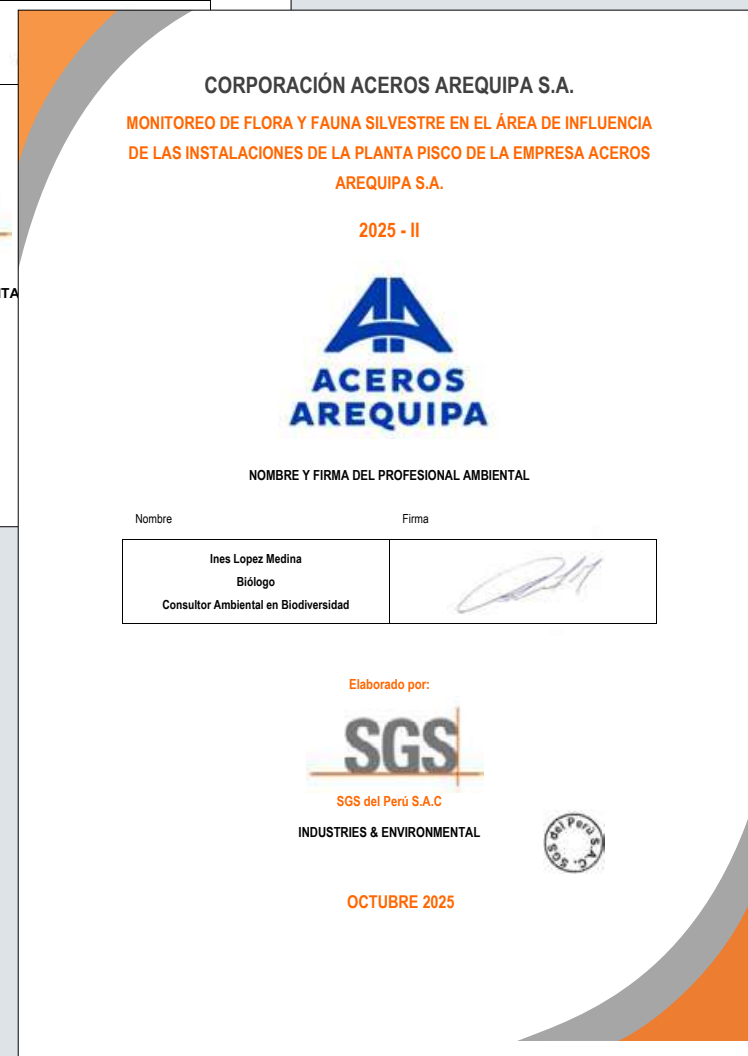 CORPORACIÓN ACEROS AREQUIPA S.A.
MONITOREO DE FLORA Y FAUNA SILVESTRE EN EL ÁREA DE INFLUENCIA
DE LAS INSTALACIONES DE LA PLANTA PISCO DE LA EMPRESA ACEROS
AREQUIPA S.A.
2025 - II
ACEROS
AREQUIPA
NOMBRE Y FIRMA DEL PROFESIONAL AMBIENTAL
Nombre
Firma
Ines Lopez Medina
Biólogo
Consultor Ambiental en Biodiversidad
Elaborado por:
SGS
SGS del Perú S.A.C
INDUSTRIES & ENVIRONMENTAL
SGS del Perú S.A.C.
OCTUBRE 2025